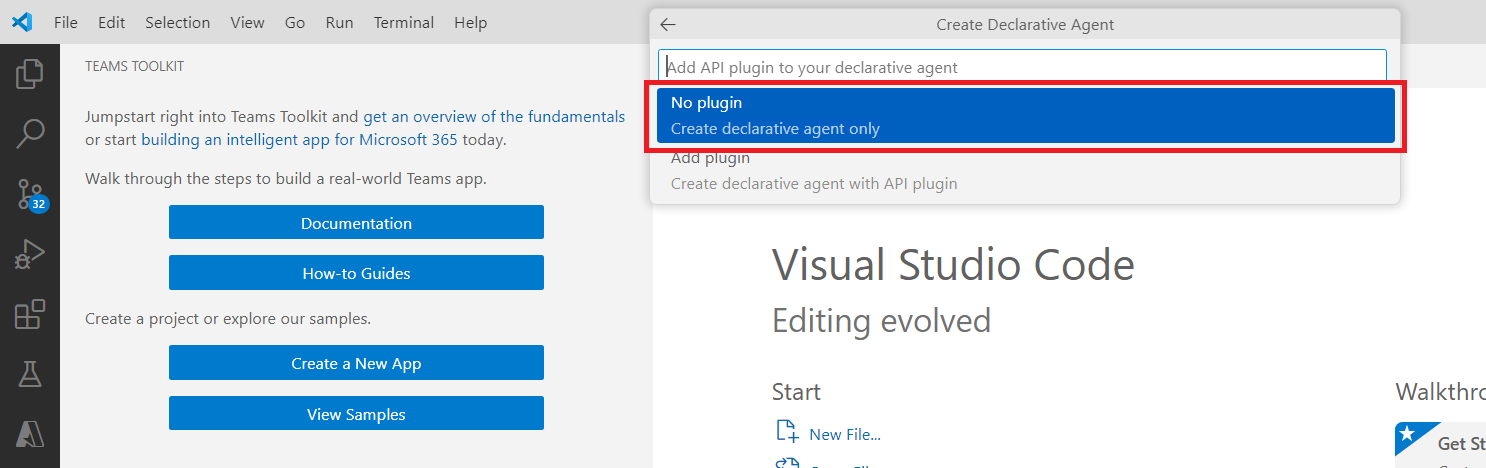 File Edit Selection View Go Run Terminal Help
Create Declarative Agent
TEAMS TOOLKIT
Add API plugin to your declarative agent
No plugin
Create declarative agent only
Add plugin
Create declarative agent with API plugin
Jumpstart right into Teams Toolkit and get an overview of the fundamentals
or start building an intelligent app for Microsoft 365 today.
Walk through the steps to build a real-world Teams app.
32
Documentation
How-to Guides
Create a project or explore our samples.
Create a New App
View Samples
Visual Studio Code
Editing evolved
Start
New File...
Walkthr
Get St